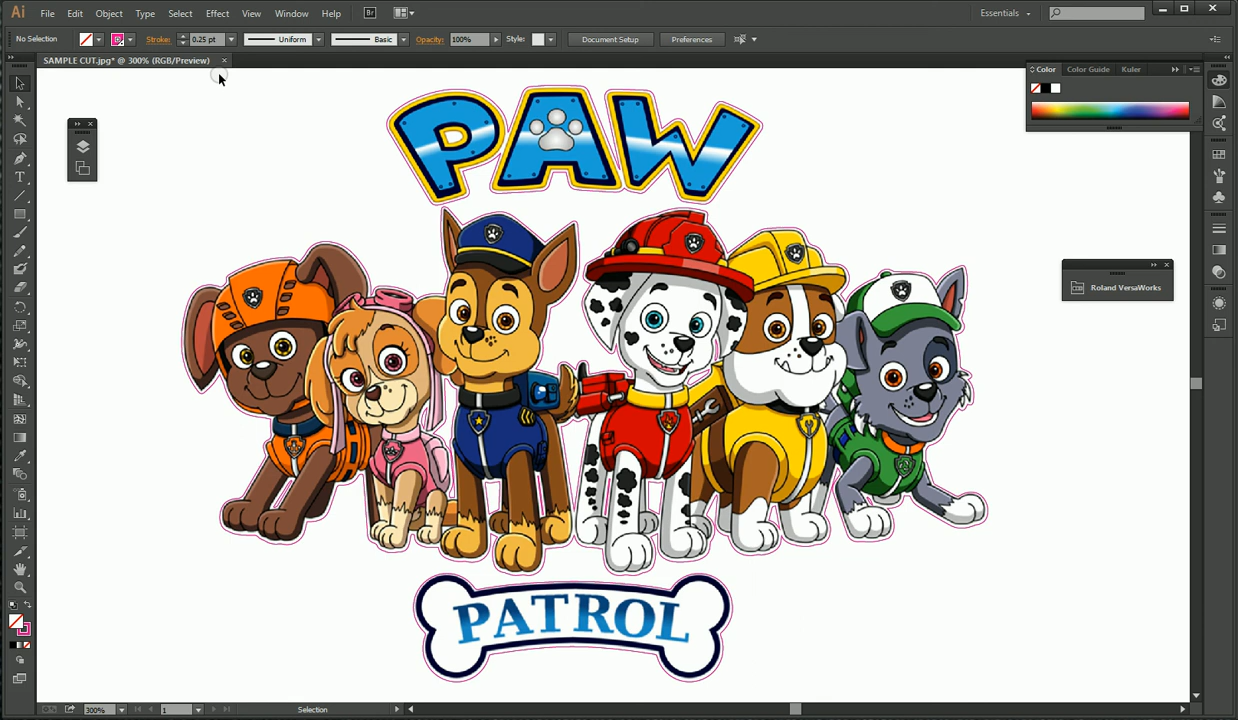 Ai File Edit Object Type Select Effect View Window Help Br Essentials
No Selection Stroke: 0.25 pt Uniform Basic Opacity: 100% Style: Document Setup Preferences
SAMPLE CUT.jpg* @ 300% (RGB/Preview)
Color Color Guide Kuler
PAW
Roland VersaWorks
PATROL
300% 1 Selection